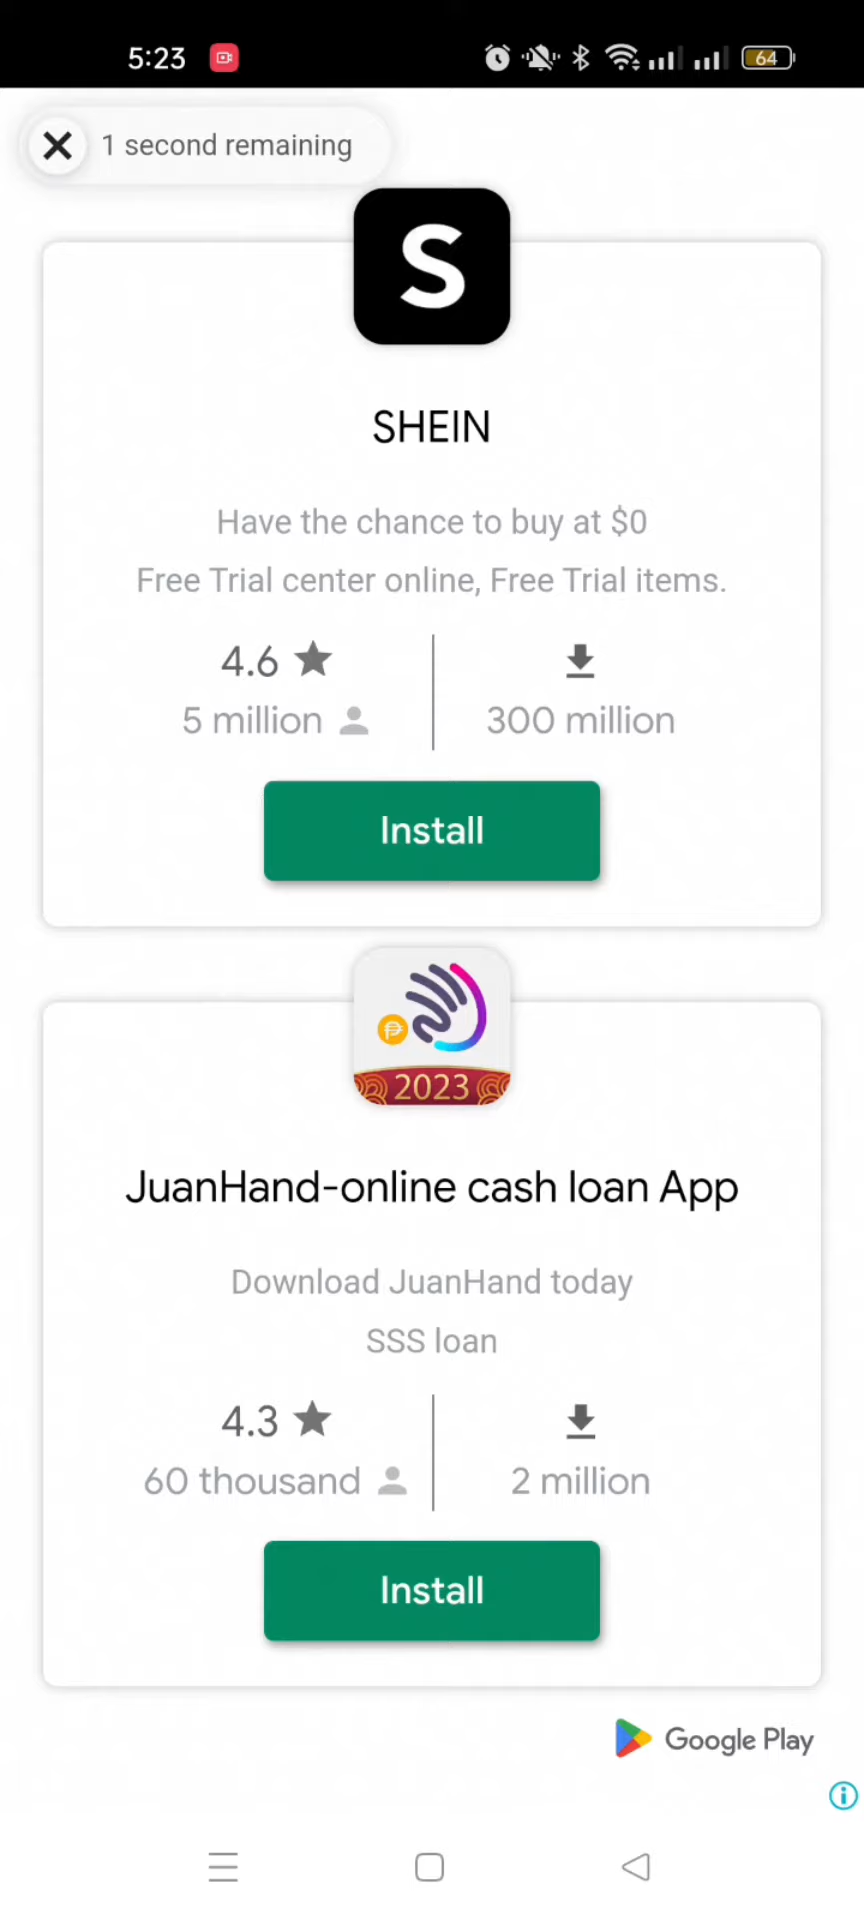 5:23
64
1 second remaining
S
SHEIN
Have the chance to buy at $0
Free Trial center online, Free Trial items.
4.6
5 million
300 million
Install
2023
JuanHand-online cash loan App
Download JuanHand today
SSS loan
4.3
60 thousand
2 million
Install
Google Play